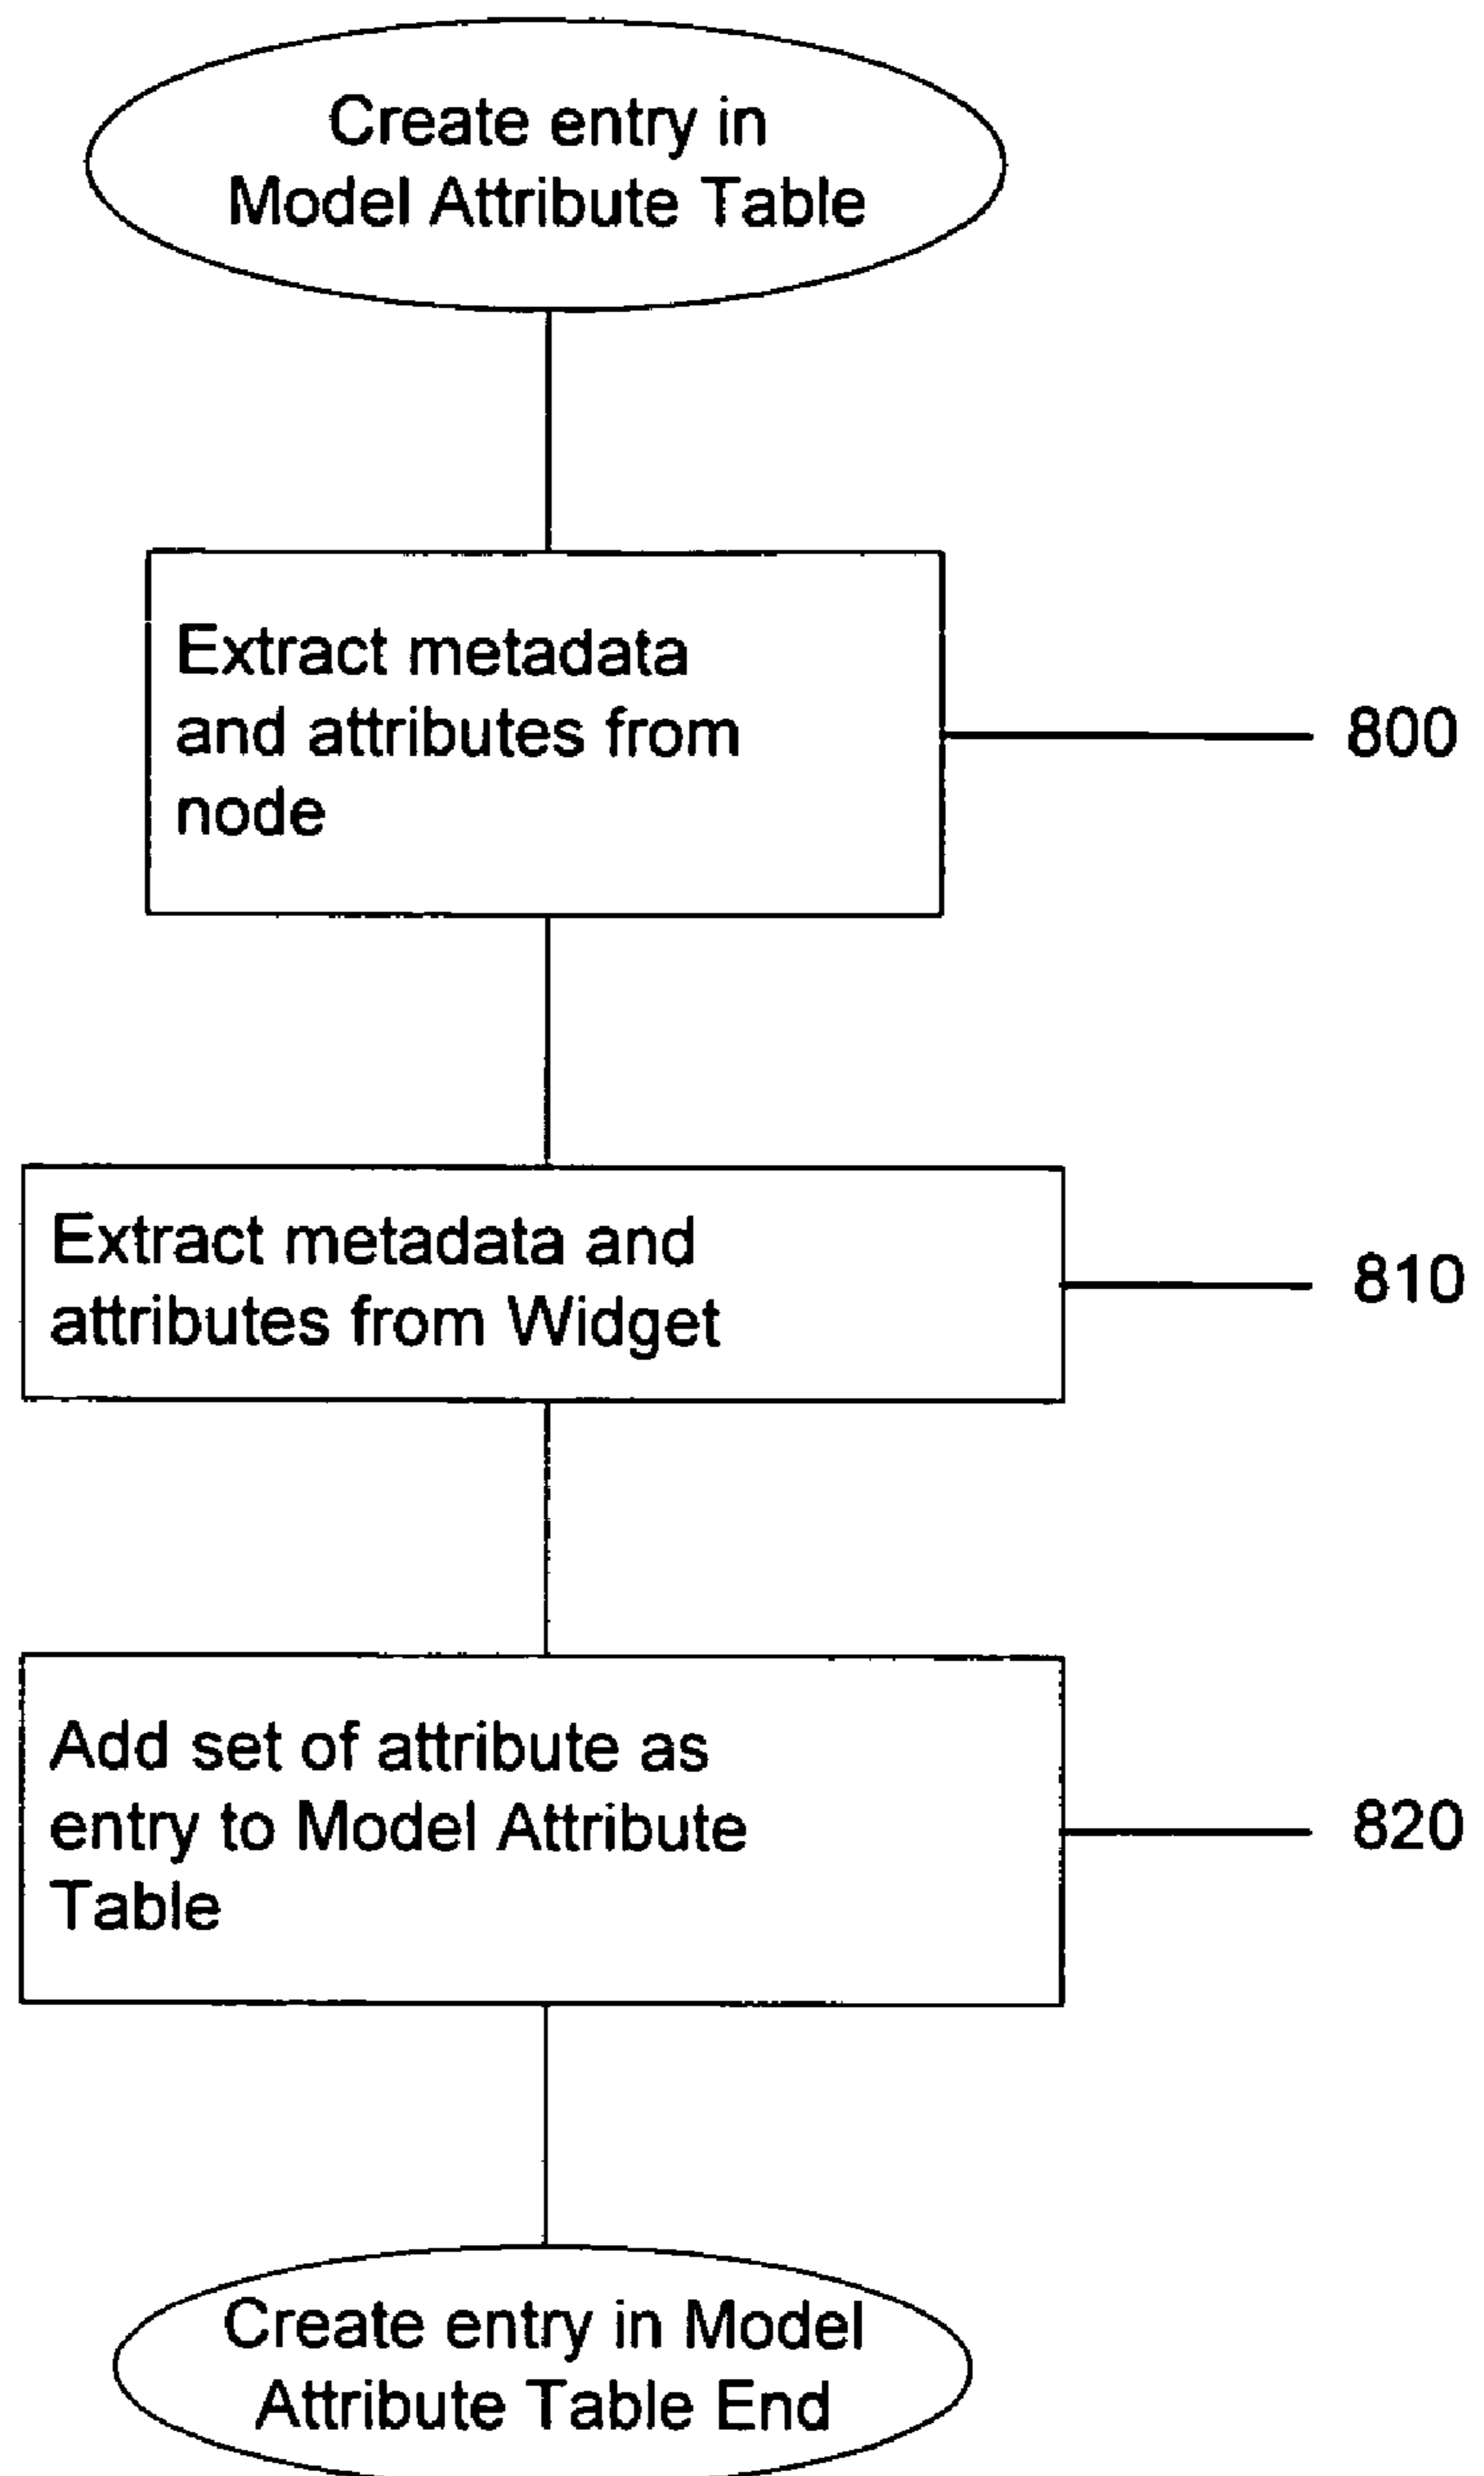 Create entry in
Model Attribute Table
Extract metadata
and attributes from
node
800
Extract metadata and
attributes from Widget
810
Add set of attribute as
entry to Model Attribute
Table
820
Create entry in Model
Attribute Table End